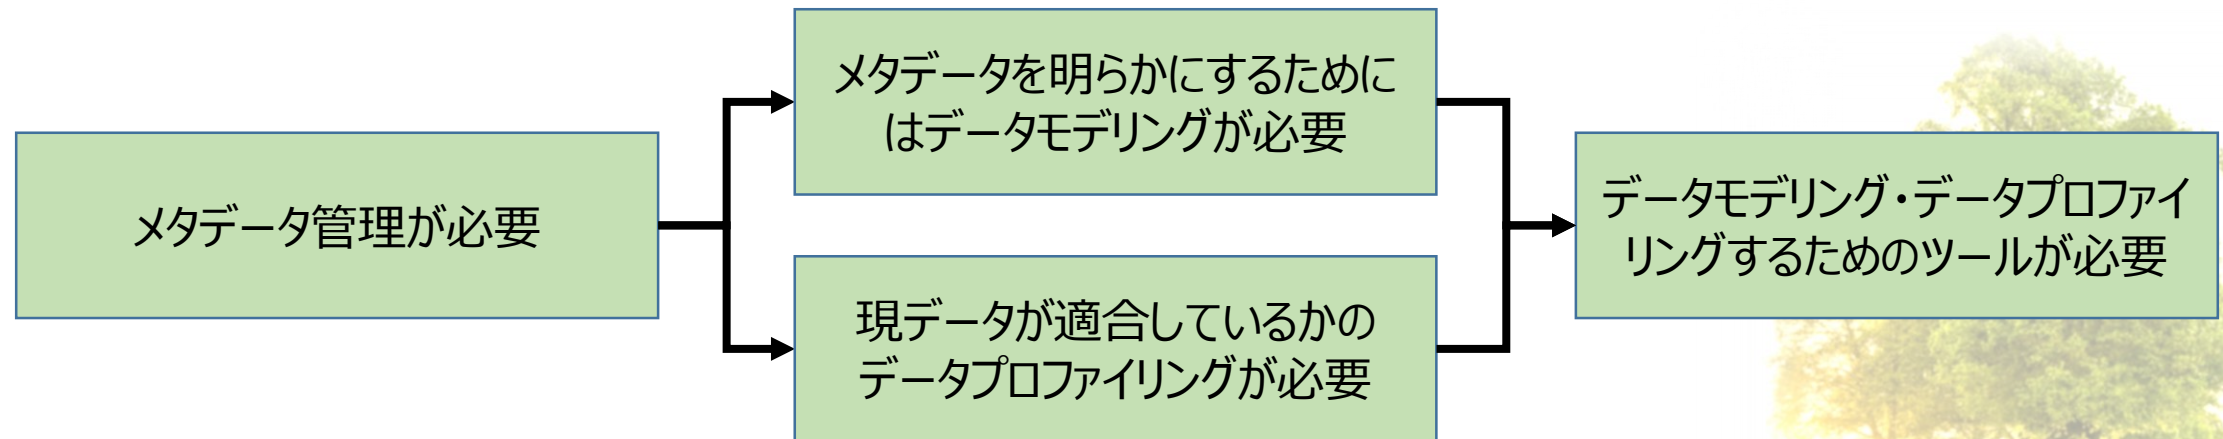 メタデータ管理が必要
メタデータを明らかにするために
はデータモデリングが必要
現データが適合しているかの
データプロファイリングが必要
データモデリング・データプロファイ
リングするためのツールが必要